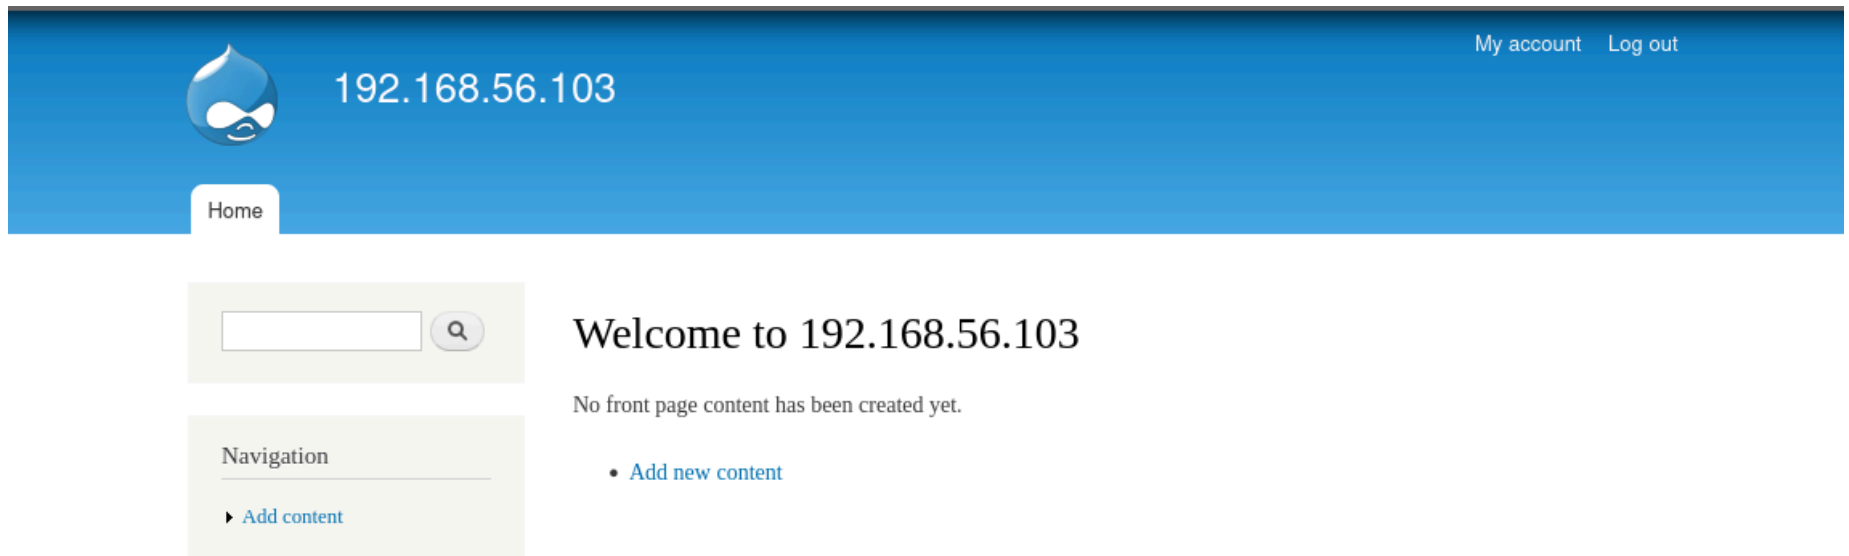 My account Log out
192.168.56.103
Home
Welcome to 192.168.56.103
No front page content has been created yet.
Add new content
Navigation
Add content